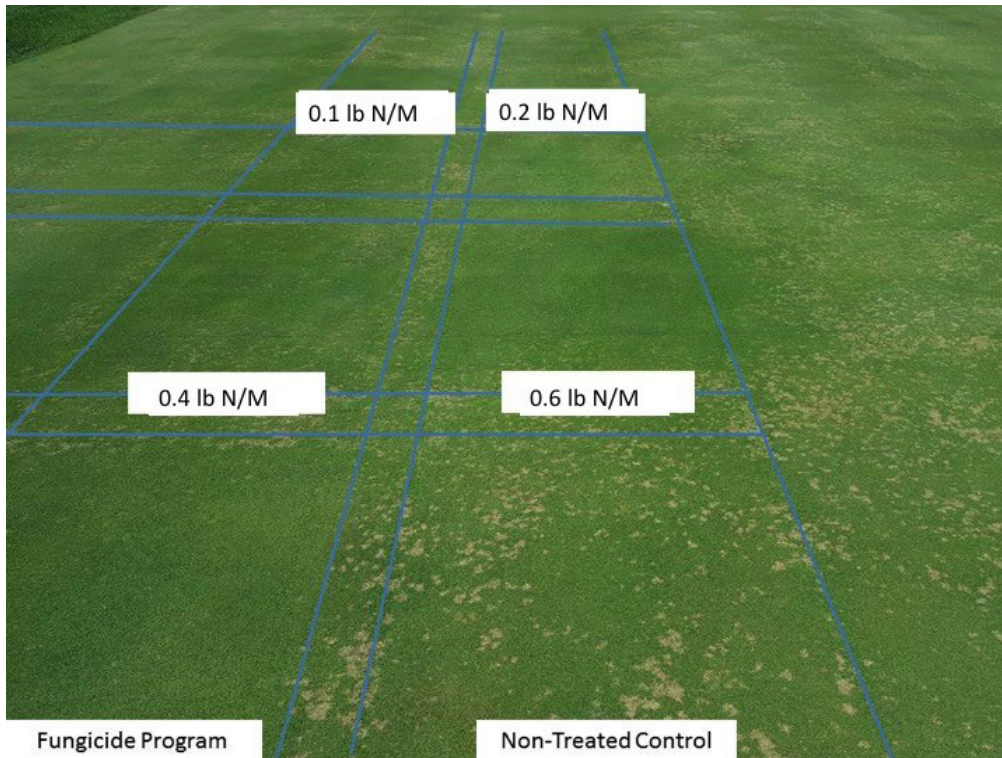 0.1 lb N/M
0.2 lb N/M
0.4 lb N/M
0.6 lb N/M
Fungicide Program
Non-Treated Control